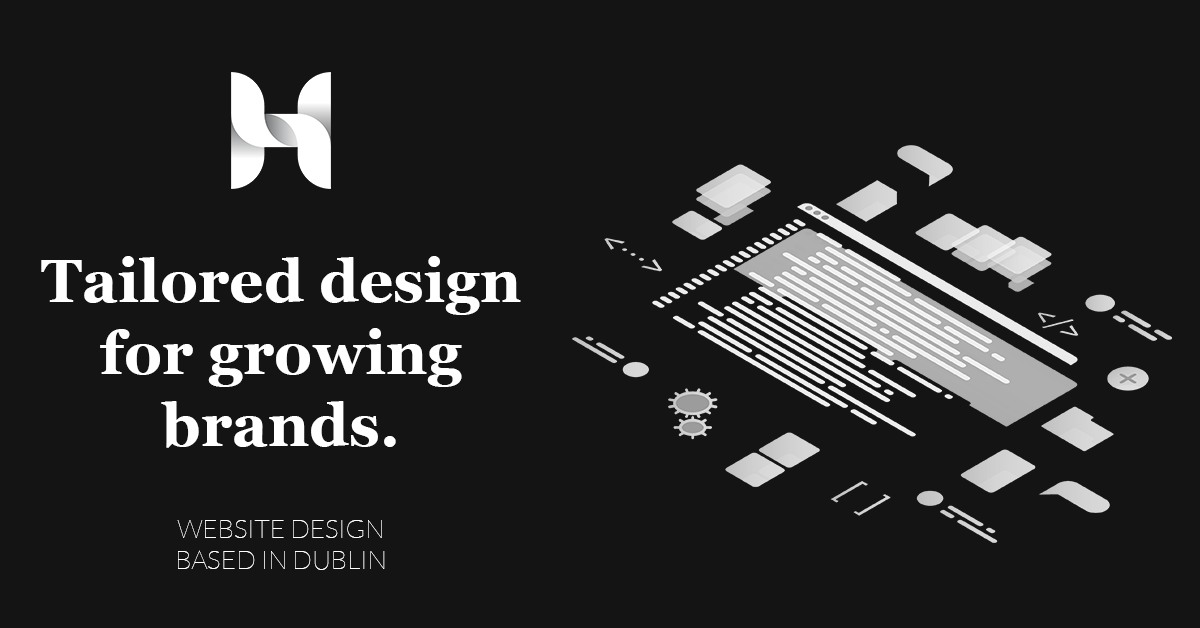 H
Tailored design
for growing
brands.
WEBSITE DESIGN
BASED IN DUBLIN
</>
[ ]